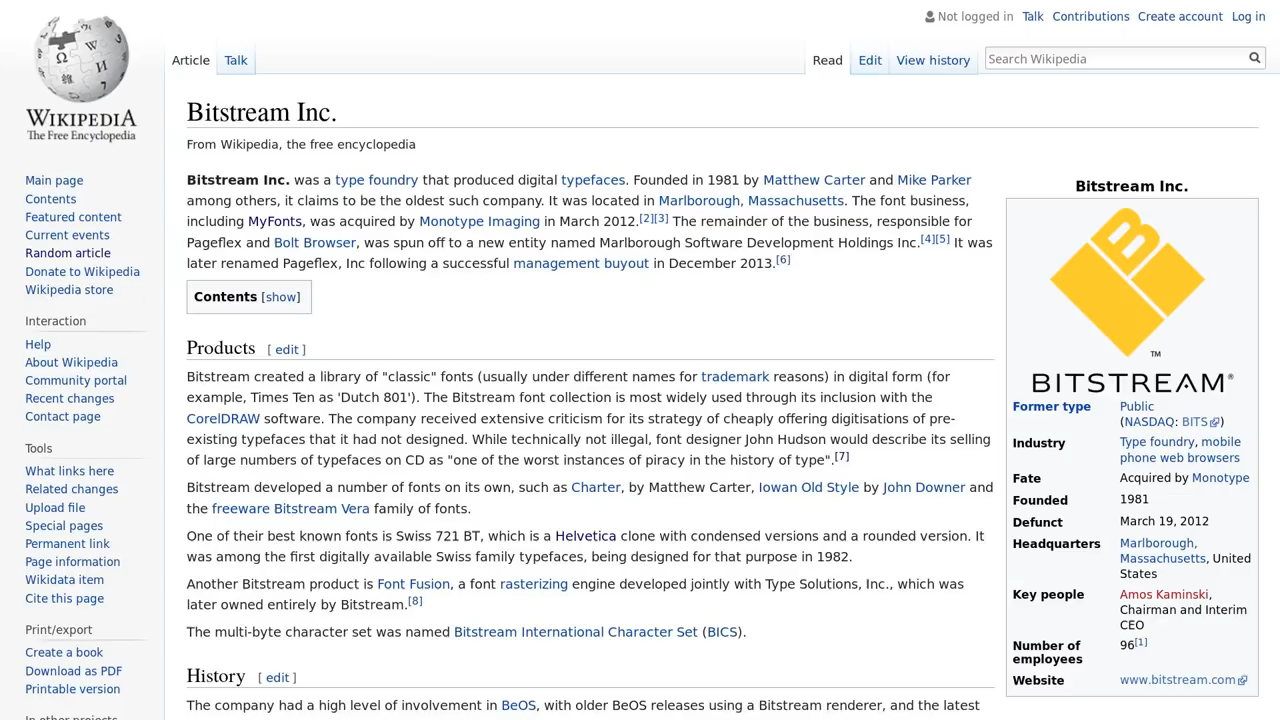 Not logged in Talk Contributions Create account Log in
Article Talk Read Edit View history Search Wikipedia
WIKIPEDIA
The Free Encyclopedia
Main page
Contents
Featured content
Current events
Random article
Donate to Wikipedia
Wikipedia store
Interaction
Help
About Wikipedia
Community portal
Recent changes
Contact page
Tools
What links here
Related changes
Upload file
Special pages
Permanent link
Page information
Wikidata item
Cite this page
Print/export
Create a book
Download as PDF
Printable version
In other projects
Bitstream Inc.
From Wikipedia, the free encyclopedia
Bitstream Inc. was a type foundry that produced digital typefaces. Founded in 1981 by Matthew Carter and Mike Parker
among others, it claims to be the oldest such company. It was located in Marlborough, Massachusetts. The font business,
including MyFonts, was acquired by Monotype Imaging in March 2012.[2][3] The remainder of the business, responsible for
Pageflex and Bolt Browser, was spun off to a new entity named Marlborough Software Development Holdings Inc.[4][5] It was
later renamed Pageflex, Inc following a successful management buyout in December 2013.[6]
Contents [show]
Products [ edit ]
Bitstream created a library of "classic" fonts (usually under different names for trademark reasons) in digital form (for
example, Times Ten as 'Dutch 801'). The Bitstream font collection is most widely used through its inclusion with the
CorelDRAW software. The company received extensive criticism for its strategy of cheaply offering digitisations of pre-
existing typefaces that it had not designed. While technically not illegal, font designer John Hudson would describe its selling
of large numbers of typefaces on CD as "one of the worst instances of piracy in the history of type".[7]
Bitstream developed a number of fonts on its own, such as Charter, by Matthew Carter, Iowan Old Style by John Downer and
the freeware Bitstream Vera family of fonts.
One of their best known fonts is Swiss 721 BT, which is a Helvetica clone with condensed versions and a rounded version. It
was among the first digitally available Swiss family typefaces, being designed for that purpose in 1982.
Another Bitstream product is Font Fusion, a font rasterizing engine developed jointly with Type Solutions, Inc., which was
later owned entirely by Bitstream.[8]
The multi-byte character set was named Bitstream International Character Set (BICS).
History [ edit ]
The company had a high level of involvement in BeOS, with older BeOS releases using a Bitstream renderer, and the latest
Bitstream Inc.
B
™
BITSTREAM®
Former type Public
(NASDAQ: BITS)
Industry Type foundry, mobile
phone web browsers
Fate Acquired by Monotype
Founded 1981
Defunct March 19, 2012
Headquarters Marlborough,
Massachusetts, United
States
Key people Amos Kaminski,
Chairman and Interim
CEO
Number of employees 96[1]
Website www.bitstream.com